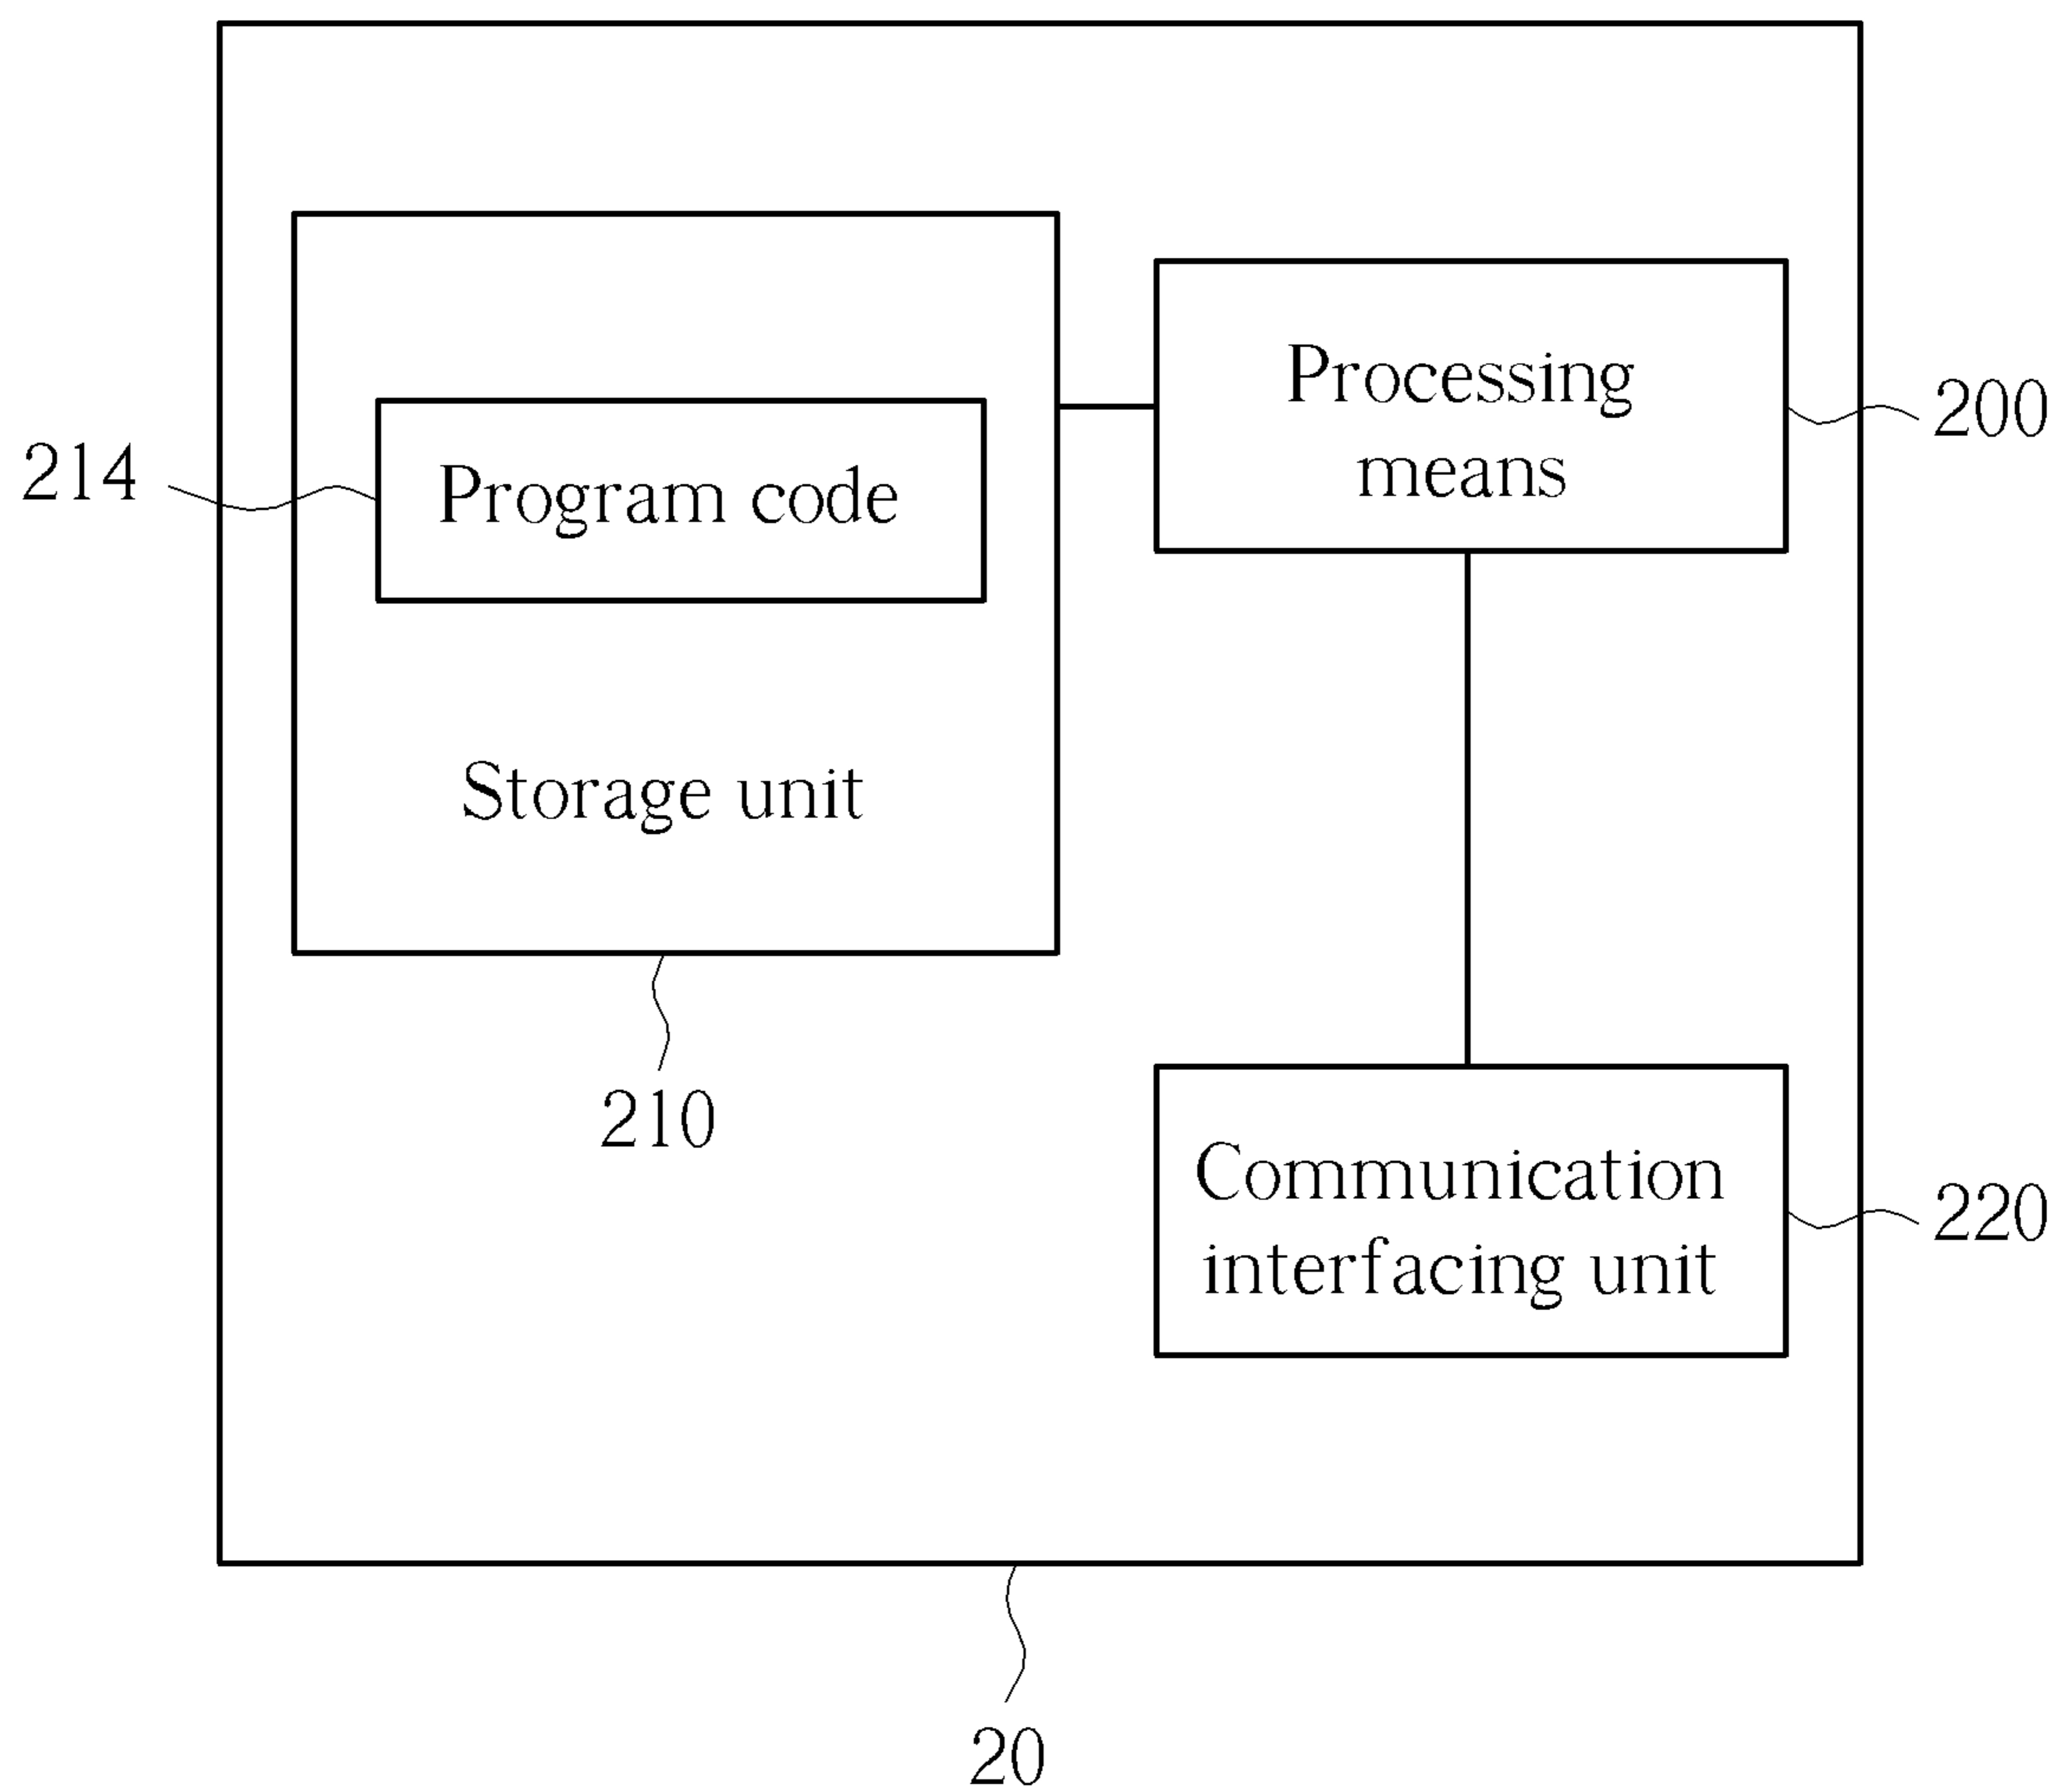 Processing
means
200
214
Program code
Storage unit
210
Communication
interfacing unit
220
20